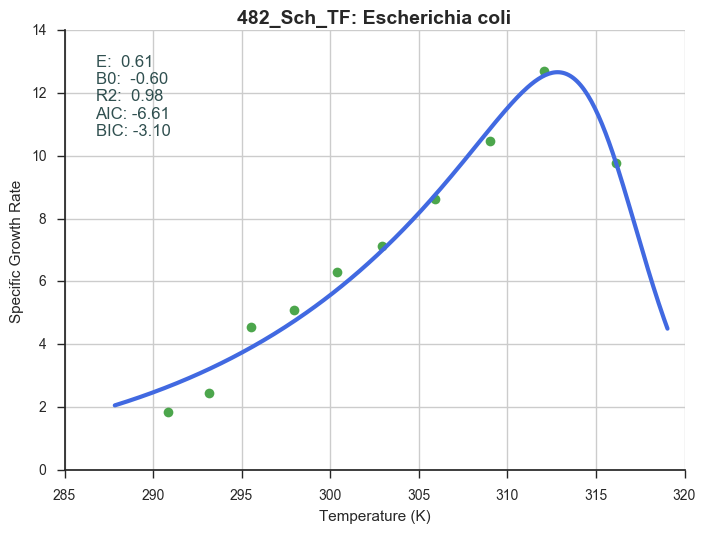 482_Sch_TF: Escherichia coli
14
12
10
8
6
4
2
0
E: 0.61
B0: -0.60
R2: 0.98
AIC: -6.61
BIC: -3.10
Specific Growth Rate
285 290 295 300 305 310 315 320
Temperature (K)